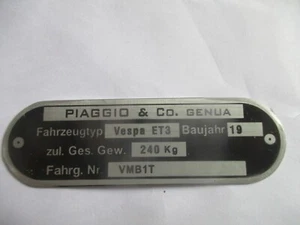 PIAGGIO & Co. GENUA
Fahrzeugtyp Vespa ET3 Baujahr 19
zul. Ges. Gew. 240 Kg
Fahrg. Nr. VMB1T